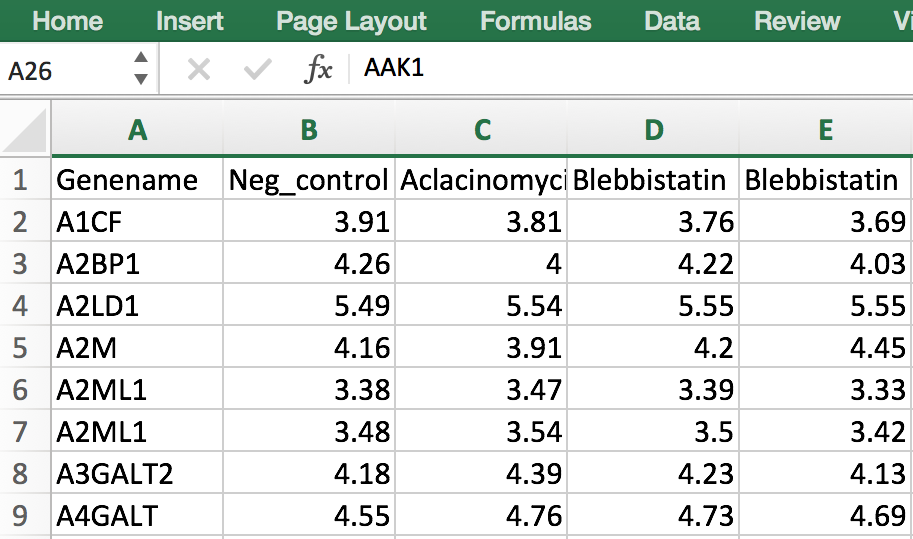 Home Insert Page Layout Formulas Data Review
A26 fx AAK1
A B C D E
1 Genename Neg_control Aclacinomyci Blebbistatin Blebbistatin
2 A1CF 3.91 3.81 3.76 3.69
3 A2BP1 4.26 4 4.22 4.03
4 A2LD1 5.49 5.54 5.55 5.55
5 A2M 4.16 3.91 4.2 4.45
6 A2ML1 3.38 3.47 3.39 3.33
7 A2ML1 3.48 3.54 3.5 3.42
8 A3GALT2 4.18 4.39 4.23 4.13
9 A4GALT 4.55 4.76 4.73 4.69